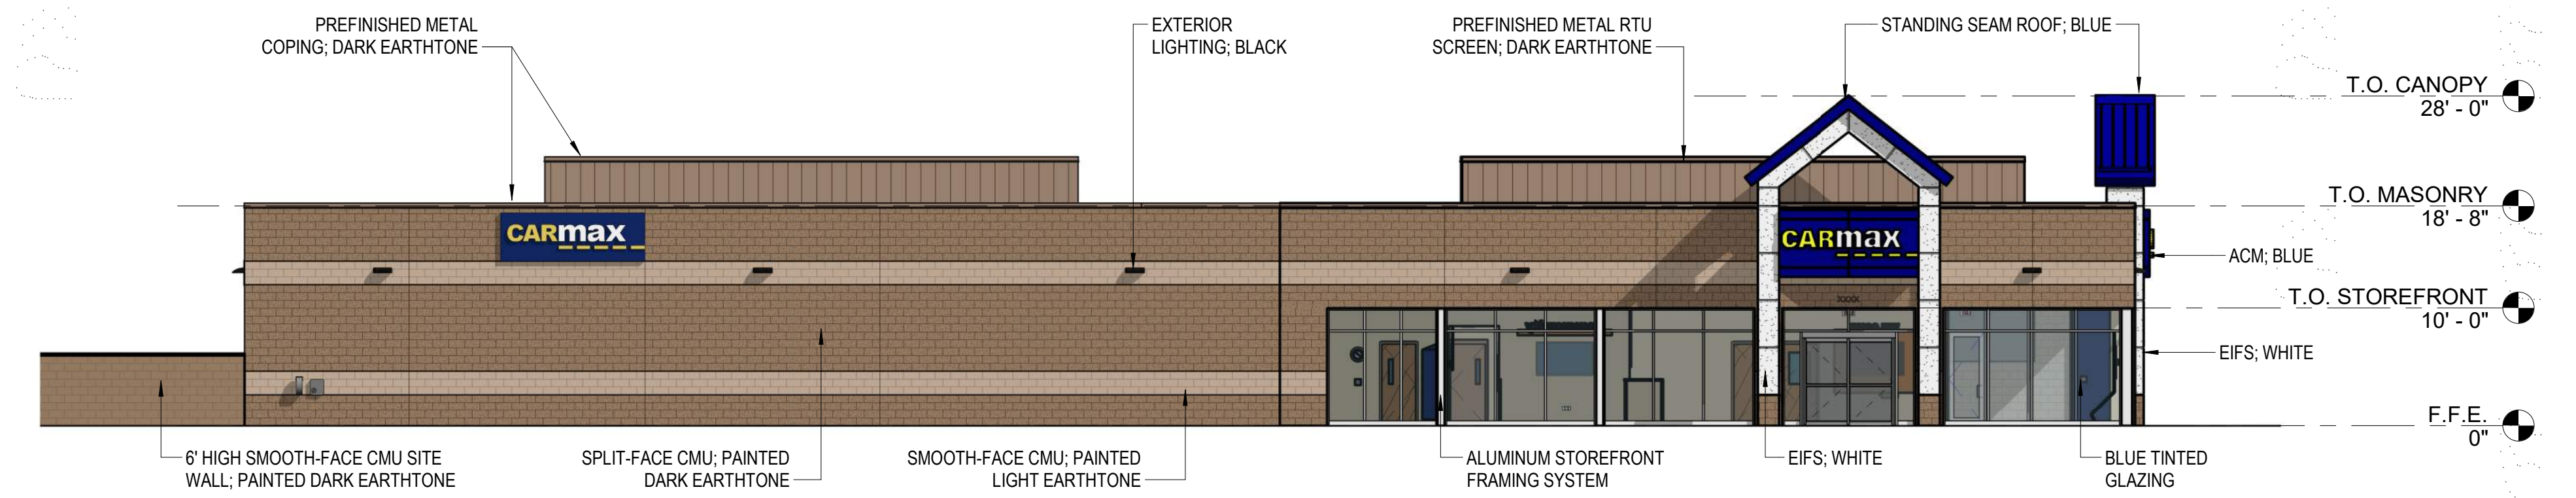 PREFINISHED METAL
COPING; DARK EARTHTONE
EXTERIOR
LIGHTING; BLACK
PREFINISHED METAL RTU
SCREEN; DARK EARTHTONE
STANDING SEAM ROOF; BLUE
T.O. CANOPY
28' - 0"
T.O. MASONRY
18' - 8"
CARmax
CARmax
ACM; BLUE
XXXX
T.O. STOREFRONT
10' - 0"
EIFS; WHITE
F.F.E.
0"
6' HIGH SMOOTH-FACE CMU SITE
WALL; PAINTED DARK EARTHTONE
SPLIT-FACE CMU; PAINTED
DARK EARTHTONE
SMOOTH-FACE CMU; PAINTED
LIGHT EARTHTONE
ALUMINUM STOREFRONT
FRAMING SYSTEM
EIFS; WHITE
BLUE TINTED
GLAZING